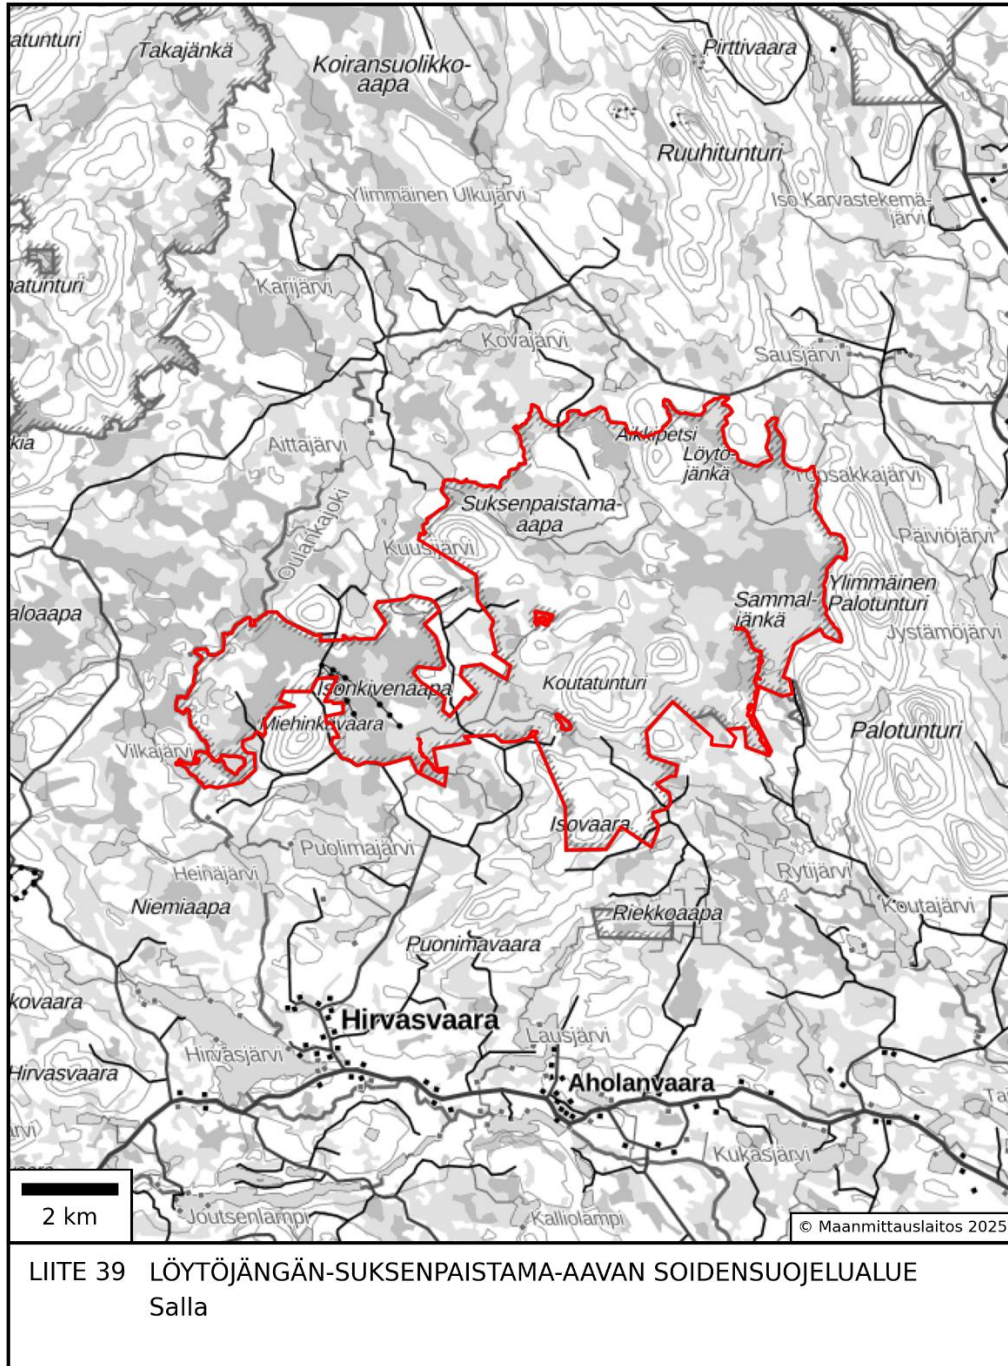 atunturi
Takajänkä
Koiransuolikko-
aapa
Pirttivaara
Ruuhitunturi
Ylimmäinen Ulkujärvi
Iso Karvastekemä-
järvi
natunturi
Karijärvi
Kovajärvi
Sausjärvi
kia
Aittajärvi
Aikkipetsi
Löytö-
jänkä
Suksenpaistama-
aapa
Oulankajoki
Kuusijärvi
Päiviöjärvi
Ylimmäinen
Palotunturi
aloaapa
Sammal-
jänkä
Jystämöjärvi
Isonkivenaapa
Koutatunturi
Miehinkävaara
Vilkajärvi
Palotunturi
Isovaara
Puolimajärvi
Heinäjärvi
Rytijärvi
Niemiaapa
Riekkoaapa
Koutajärvi
Puonimavaara
kovaara
Hirvasvaara
Lausjärvi
Hirvasjärvi
Hirvasvaara
Aholanvaara
ärvi
Kukasjärvi
2 km
Joutsenlampi
Kalliolampi
© Maanmittauslaitos 2025
LIITE 39 LÖYTÖJÄNGÄN-SUKSENPAISTAMA-AAVAN SOIDENSUOJELUALUE
Salla